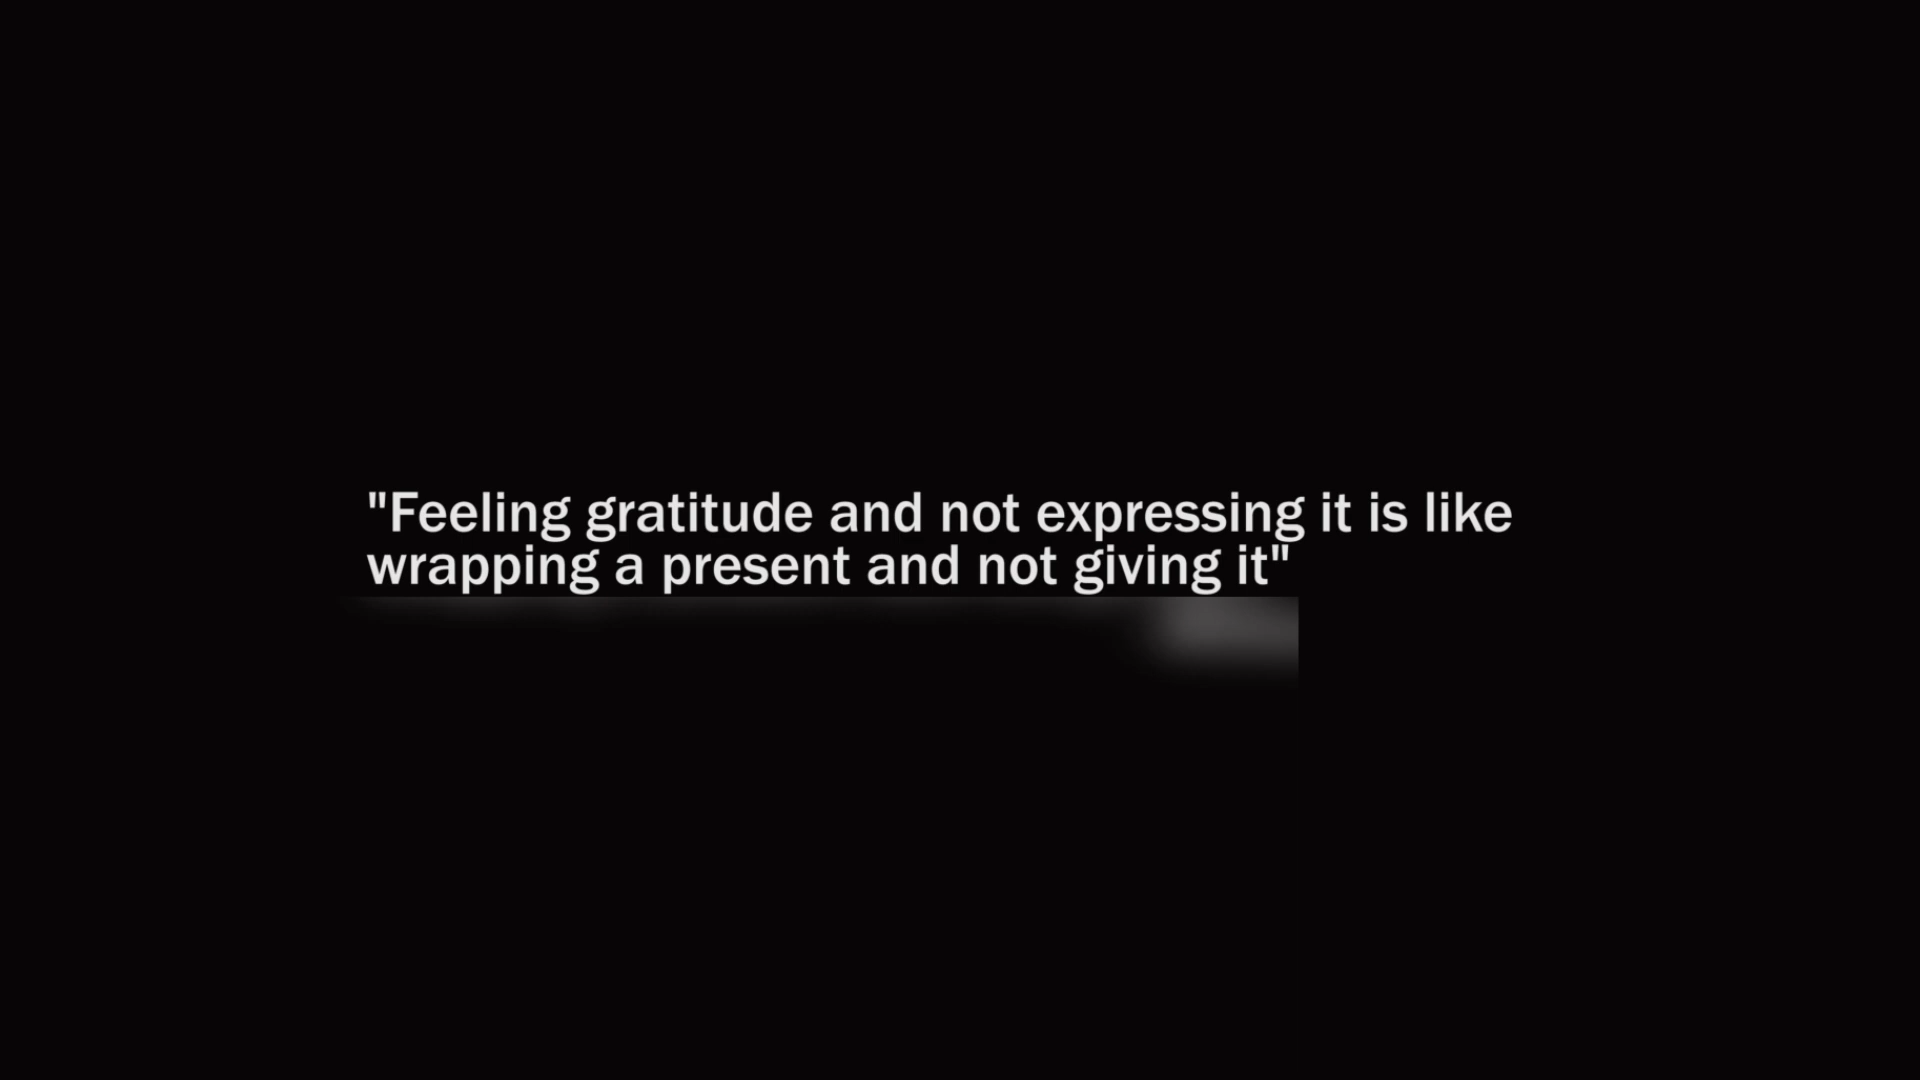 "Feeling gratitude and not expressing it is like
wrapping a present and not giving it"